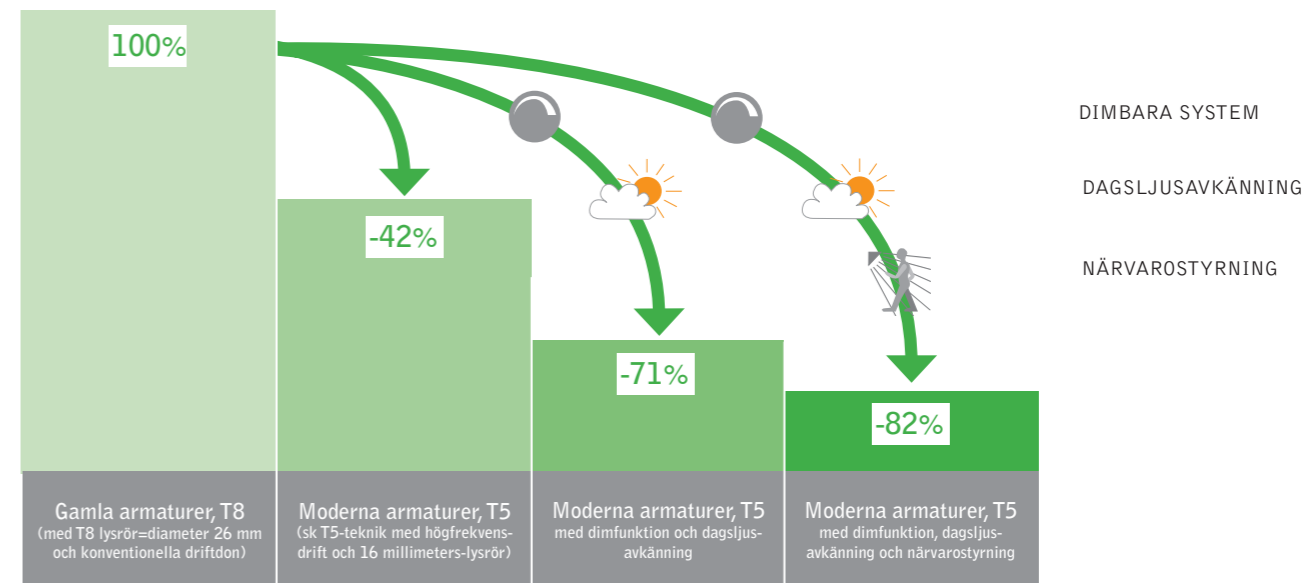 100%
-42%
-71%
-82%
DIMBARA SYSTEM
DAGSLJUSAVKÄNNING
NÄRVAROSTYRNING
Gamla armaturer, T8
(med T8 lysrör=diameter 26 mm
och konventionella driftdon)
Moderna armaturer, T5
(sk T5-teknik med högfrekvens-
drift och 16 millimeters-lysrör)
Moderna armaturer, T5
med dimfunktion och dagsljus-
avkänning
Moderna armaturer, T5
med dimfunktion, dagsljus-
avkänning och närvarostyrning